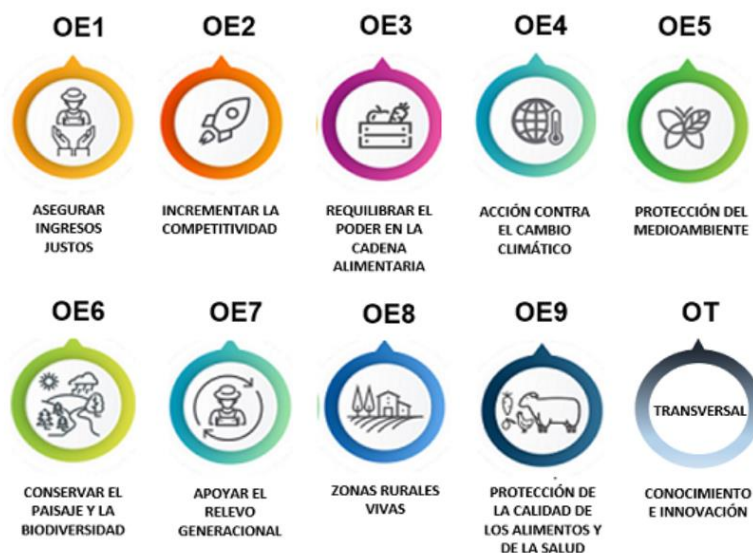 OE1
OE2
OE3
OE4
OE5
ASEGURAR
INGRESOS
JUSTOS
INCREMENTAR LA
COMPETITIVIDAD
REQUILIBRAR EL
PODER EN LA
CADENA
ALIMENTARIA
ACCIÓN CONTRA
EL CAMBIO
CLIMÁTICO
PROTECCIÓN DEL
MEDIOAMBIENTE
OE6
OE7
OE8
OE9
OT
TRANSVERSAL
CONSERVAR EL
PAISAJE Y LA
BIODIVERSIDAD
APOYAR EL
RELEVO
GENERACIONAL
ZONAS RURALES
VIVAS
PROTECCIÓN DE
LA CALIDAD DE
LOS ALIMENTOS Y
DE LA SALUD
CONOCIMIENTO
E INNOVACIÓN